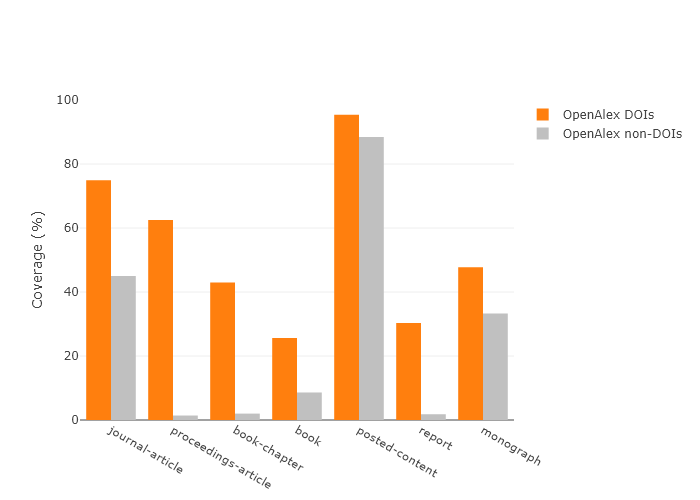 100
80
60
40
20
0
Coverage (%)
journal-article
proceedings-article
book-chapter
book
posted-content
report
monograph
OpenAlex DOIs
OpenAlex non-DOIs